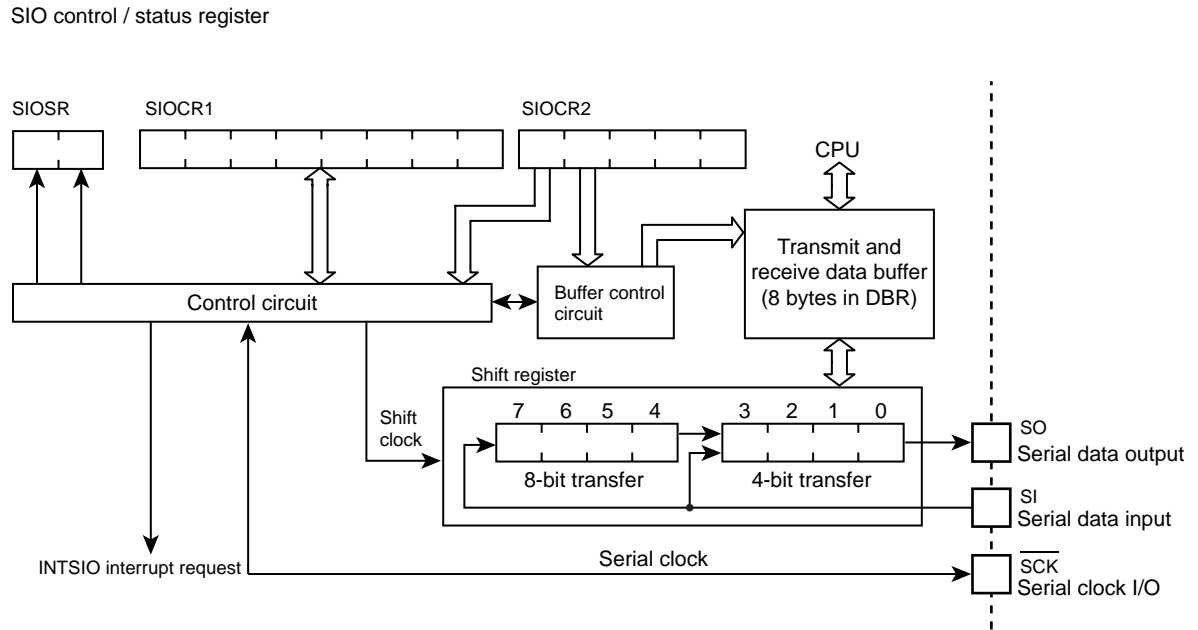 SIO control / status register
SIOSR
SIOCR1
SIOCR2
CPU
Transmit and
receive data buffer
(8 bytes in DBR)
Control circuit
Buffer control
circuit
Shift register
7 6 5 4 3 2 1 0
Shift
clock
8-bit transfer
4-bit transfer
SO
Serial data output
SI
Serial data input
INTSIO interrupt request
Serial clock
SCK
Serial clock I/O